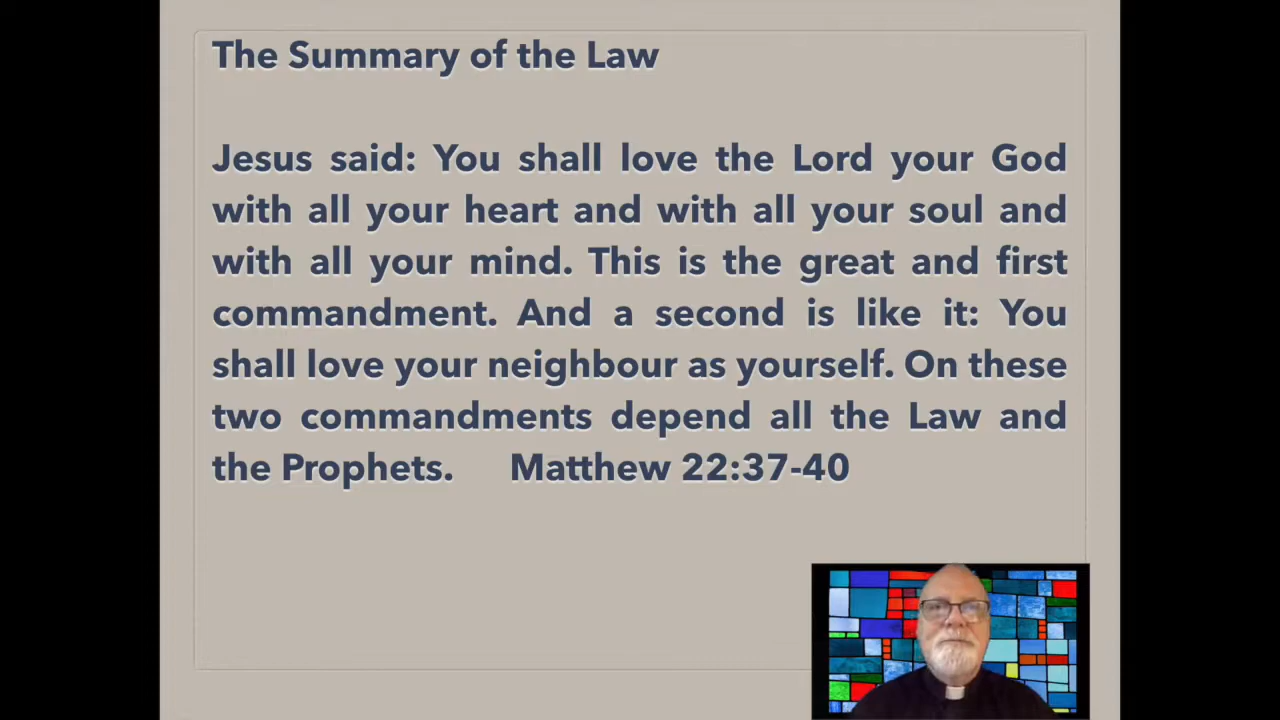 The Summary of the Law
Jesus said: You shall love the Lord your God
with all your heart and with all your soul and
with all your mind. This is the great and first
commandment. And a second is like it: You
shall love your neighbour as yourself. On these
two commandments depend all the Law and
the Prophets. Matthew 22:37-40